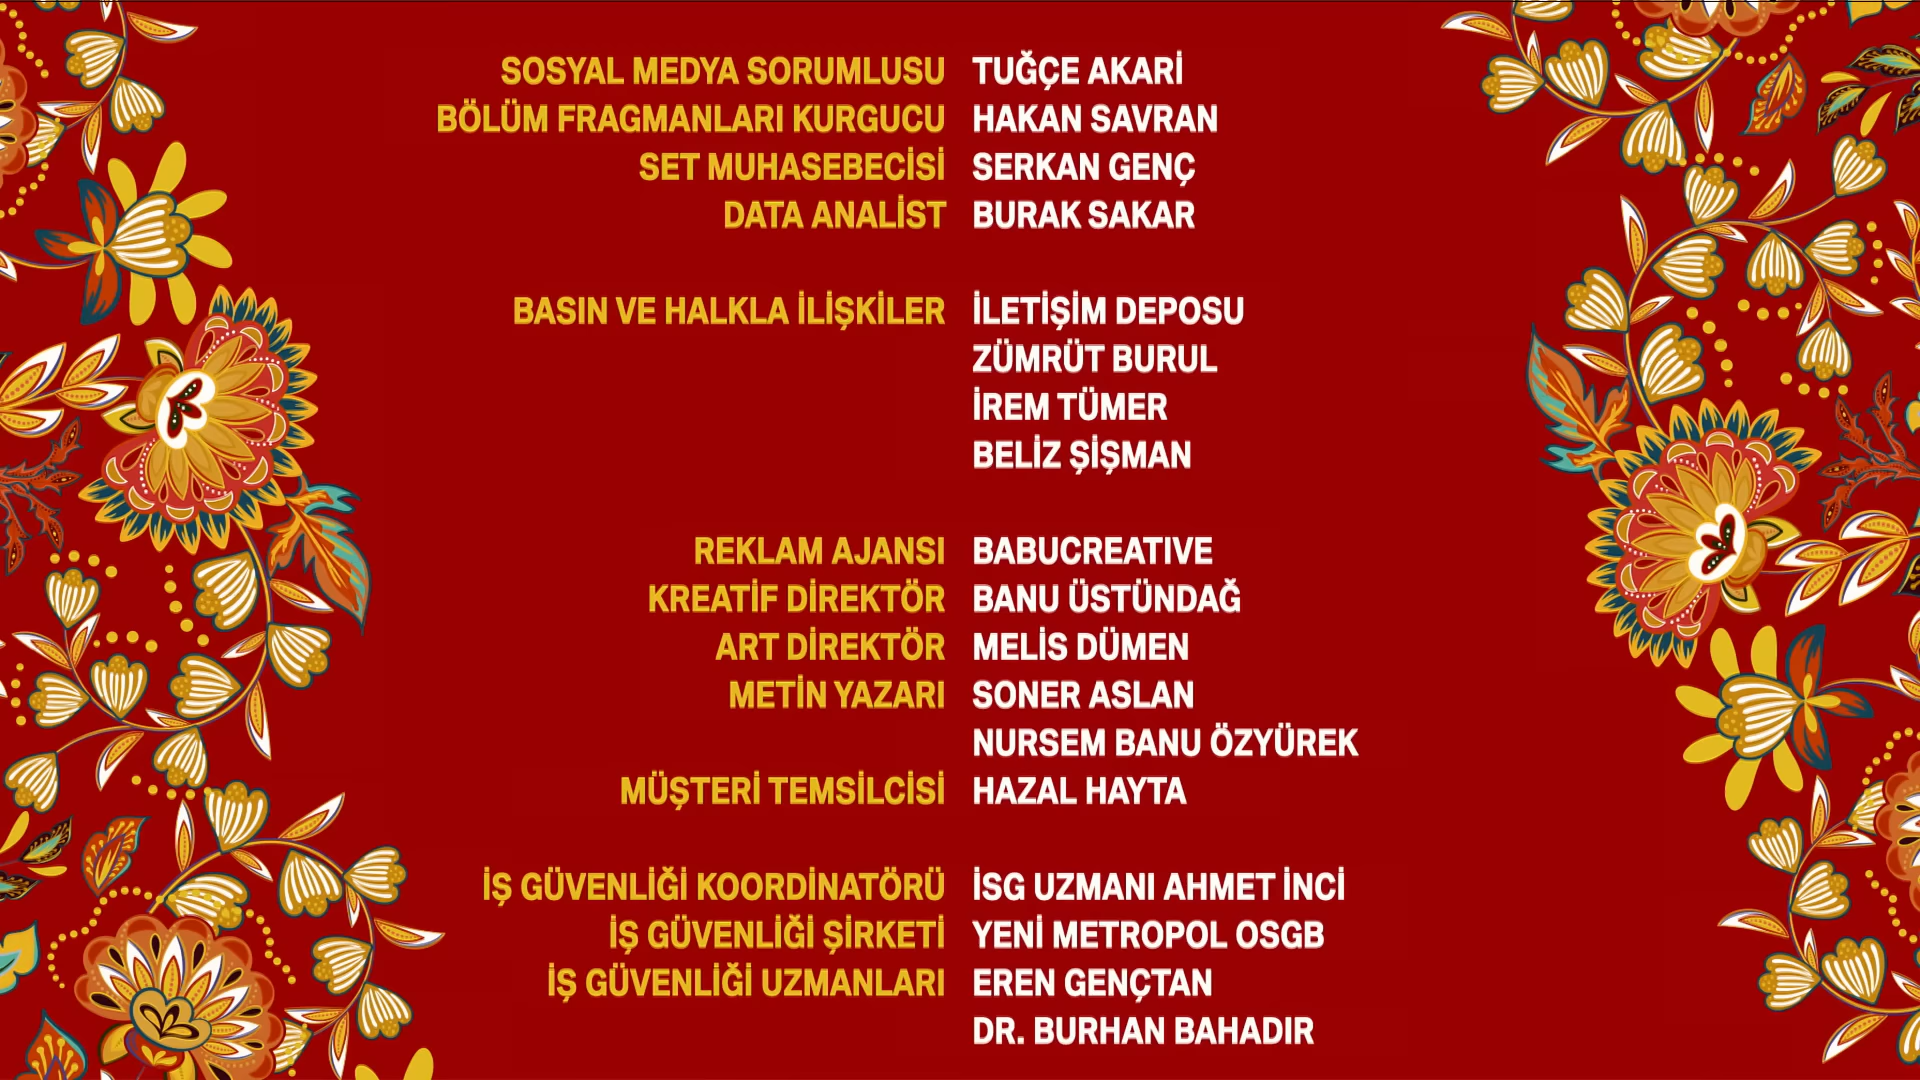 SOSYAL MEDYA SORUMLUSU TUĞÇE AKARİ
BÖLÜM FRAGMANLARI KURGUCU HAKAN SAVRAN
SET MUHASEBECİSİ SERKAN GENÇ
DATA ANALİST BURAK SAKAR
BASIN VE HALKLA İLİŞKİLER İLETİŞİM DEPOSU
ZÜMRÜT BURUL
İREM TÜMER
BELİZ ŞİŞMAN
REKLAM AJANSI BABUCREATIVE
KREATİF DİREKTÖR BANU ÜSTÜNDAĞ
ART DİREKTÖR MELİS DÜMEN
METİN YAZARI SONER ASLAN
NURSEM BANU ÖZYÜREK
MÜŞTERİ TEMSİLCİSİ HAZAL HAYTA
İŞ GÜVENLİĞİ KOORDİNATÖRÜ İSG UZMANI AHMET İNCİ
İŞ GÜVENLİĞİ ŞİRKETİ YENİ METROPOL OSGB
İŞ GÜVENLİĞİ UZMANLARI EREN GENÇTAN
DR. BURHAN BAHADIR